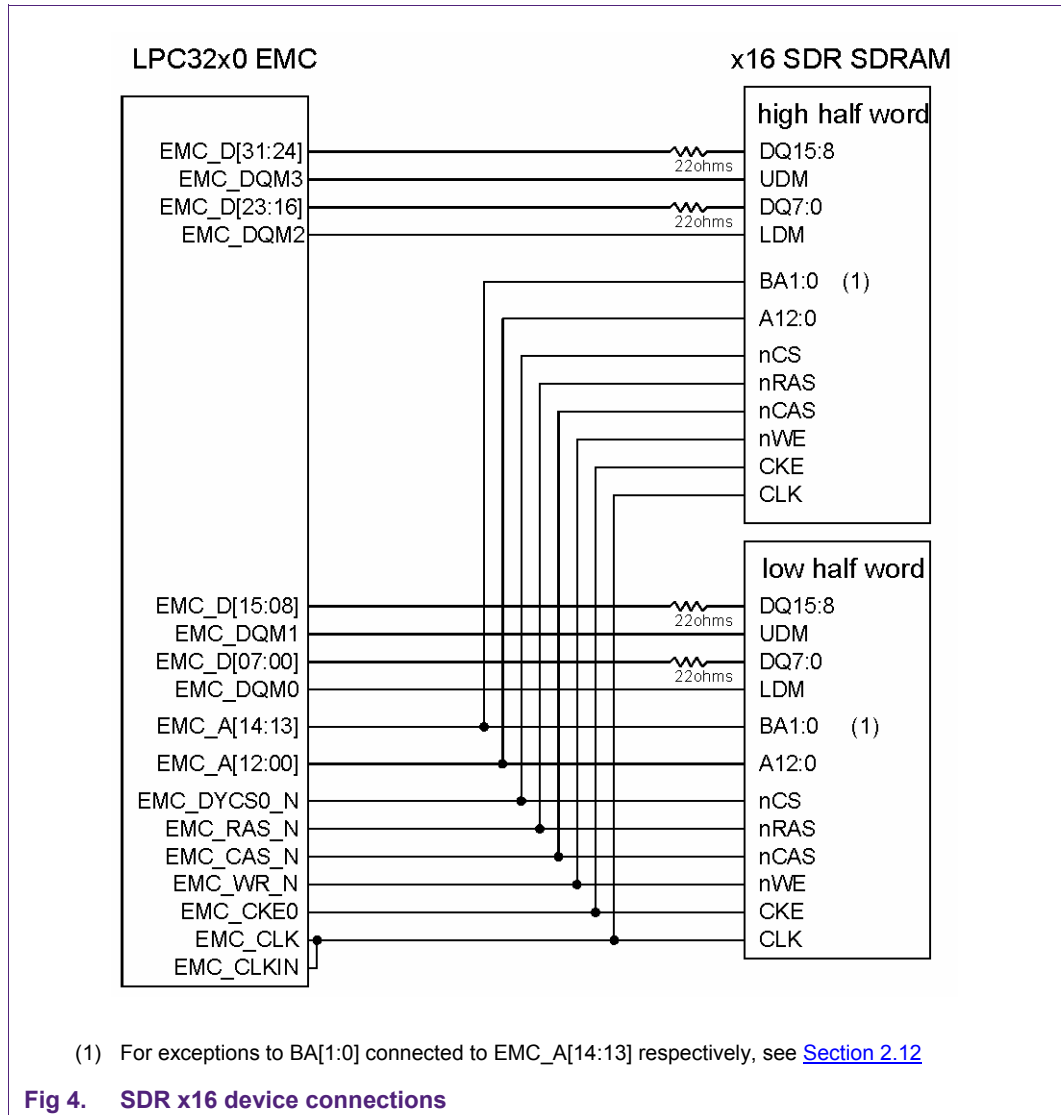 LPC32x0 EMC
x16 SDR SDRAM
high half word
EMC_D[31:24]
22ohms
DQ15:8
EMC_DQM3
UDM
EMC_D[23:16]
22ohms
DQ7:0
EMC_DQM2
LDM
BA1:0 (1)
A12:0
nCS
nRAS
nCAS
nWE
CKE
CLK
low half word
EMC_D[15:08]
22ohms
DQ15:8
EMC_DQM1
UDM
EMC_D[07:00]
22ohms
DQ7:0
EMC_DQM0
LDM
EMC_A[14:13]
BA1:0 (1)
EMC_A[12:00]
A12:0
EMC_DYCS0_N
nCS
EMC_RAS_N
nRAS
EMC_CAS_N
nCAS
EMC_WR_N
nWE
EMC_CKE0
CKE
EMC_CLK
CLK
EMC_CLKIN
(1) For exceptions to BA[1:0] connected to EMC_A[14:13] respectively, see Section 2.12
Fig 4. SDR x16 device connections